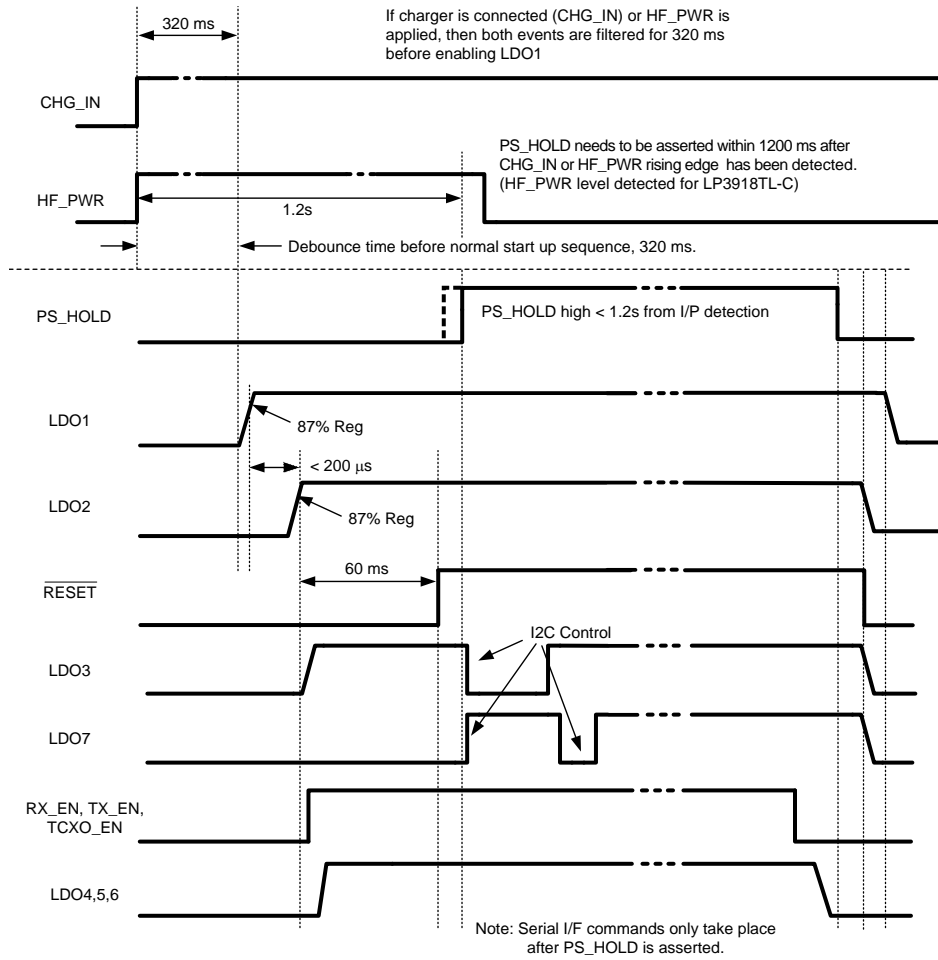 If charger is connected (CHG_IN) or HF_PWR is
applied, then both events are filtered for 320 ms
before enabling LDO1
320 ms
CHG_IN
PS_HOLD needs to be asserted within 1200 ms after
CHG_IN or HF_PWR rising edge has been detected.
(HF_PWR level detected for LP3918TL-C)
HF_PWR
1.2s
Debounce time before normal start up sequence, 320 ms.
PS_HOLD
PS_HOLD high < 1.2s from I/P detection
LDO1
87% Reg
< 200 μs
LDO2
87% Reg
60 ms
RESET
I2C Control
LDO3
LDO7
RX_EN, TX_EN,
TCXO_EN
LDO4,5,6
Note: Serial I/F commands only take place
after PS_HOLD is asserted.